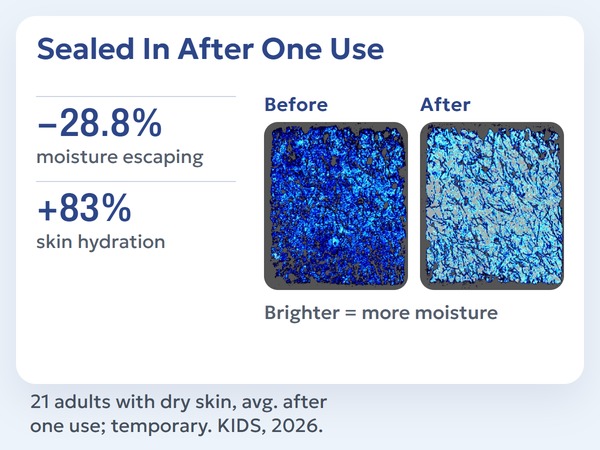 Sealed In After One Use
−28.8%
moisture escaping
+83%
skin hydration
Before
After
Brighter = more moisture
21 adults with dry skin, avg. after
one use; temporary. KIDS, 2026.